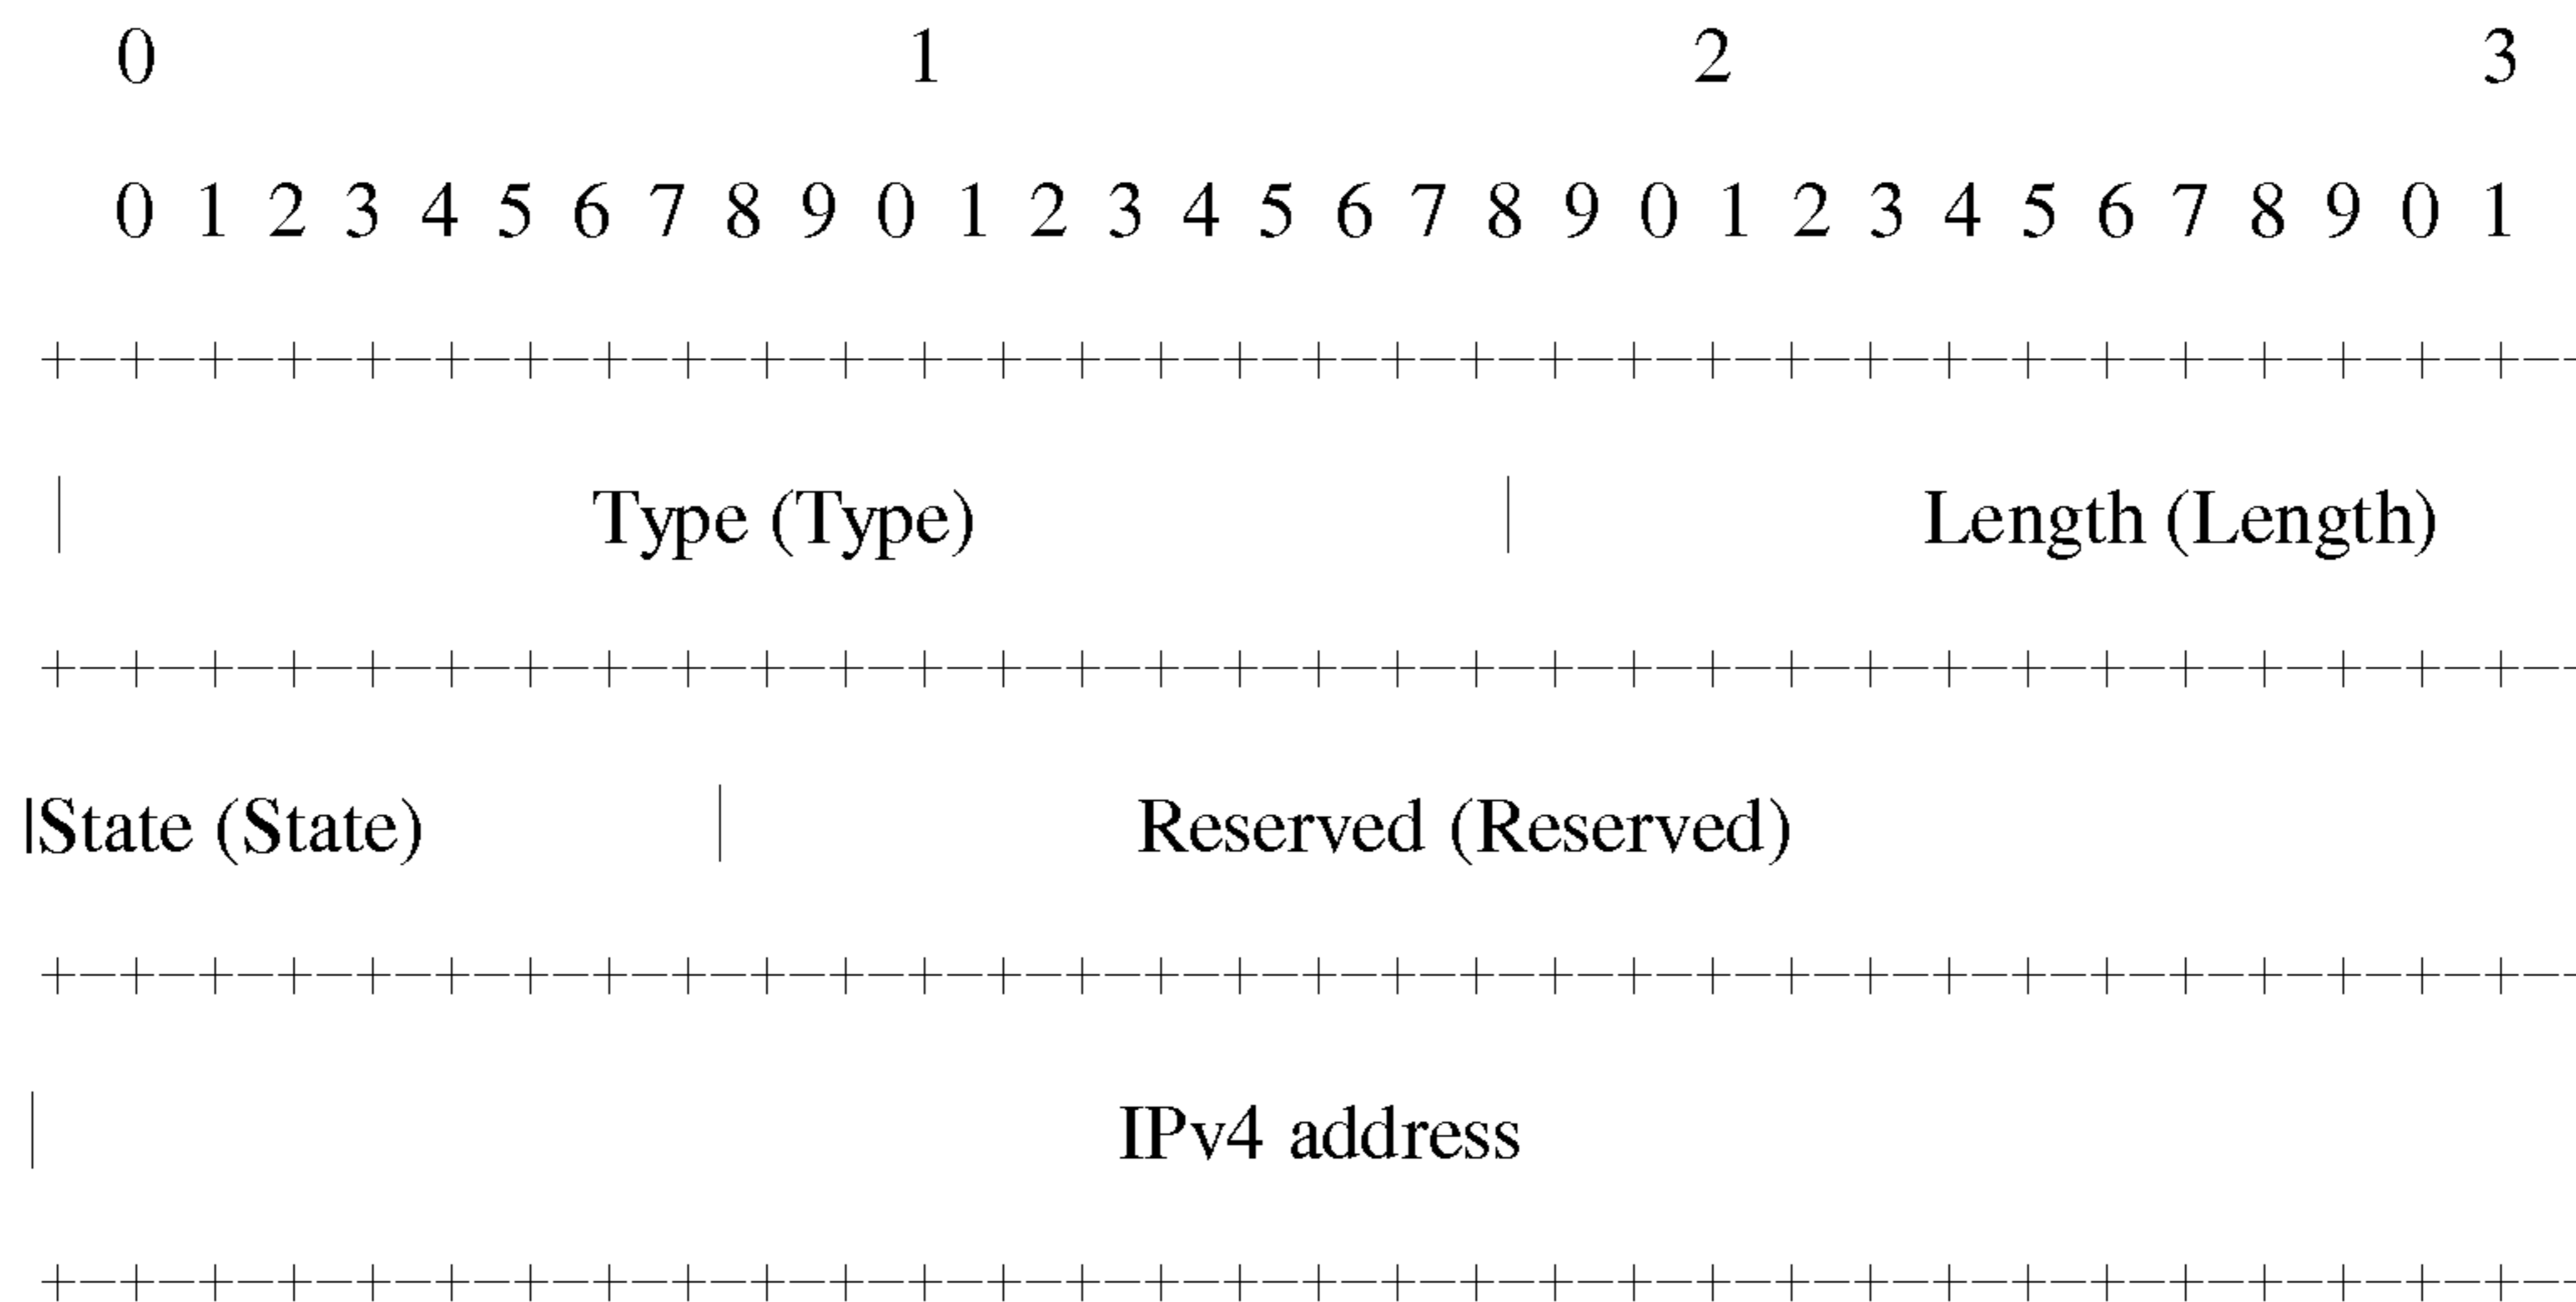 0 1 2 3
0 1 2 3 4 5 6 7 8 9 0 1 2 3 4 5 6 7 8 9 0 1 2 3 4 5 6 7 8 9 0 1
+-+-+-+-+-+-+-+-+-+-+-+-+-+-+-+-+-+-+-+-+-+-+-+-+-+-+-+-+-+-+-+-
| Type (Type) | Length (Length)
+-+-+-+-+-+-+-+-+-+-+-+-+-+-+-+-+-+-+-+-+-+-+-+-+-+-+-+-+-+-+-+-
|State (State) | Reserved (Reserved)
+-+-+-+-+-+-+-+-+-+-+-+-+-+-+-+-+-+-+-+-+-+-+-+-+-+-+-+-+-+-+-+-
| IPv4 address
+-+-+-+-+-+-+-+-+-+-+-+-+-+-+-+-+-+-+-+-+-+-+-+-+-+-+-+-+-+-+-+-